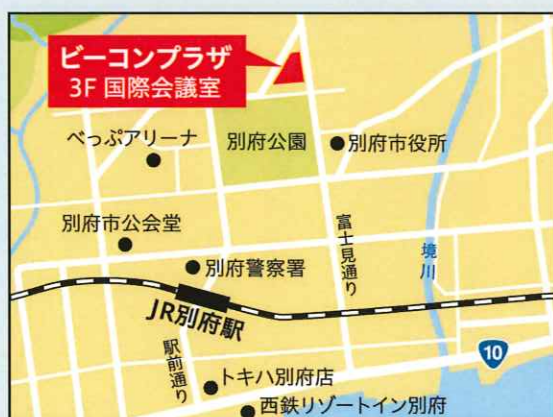 ビーコンプラザ
3F 国際会議室
べっぷアリーナ
別府公園
別府市役所
別府市公会堂
別府警察署
富士見通り
境川
JR別府駅
駅前通り
10
トキハ別府店
西鉄リゾートイン別府